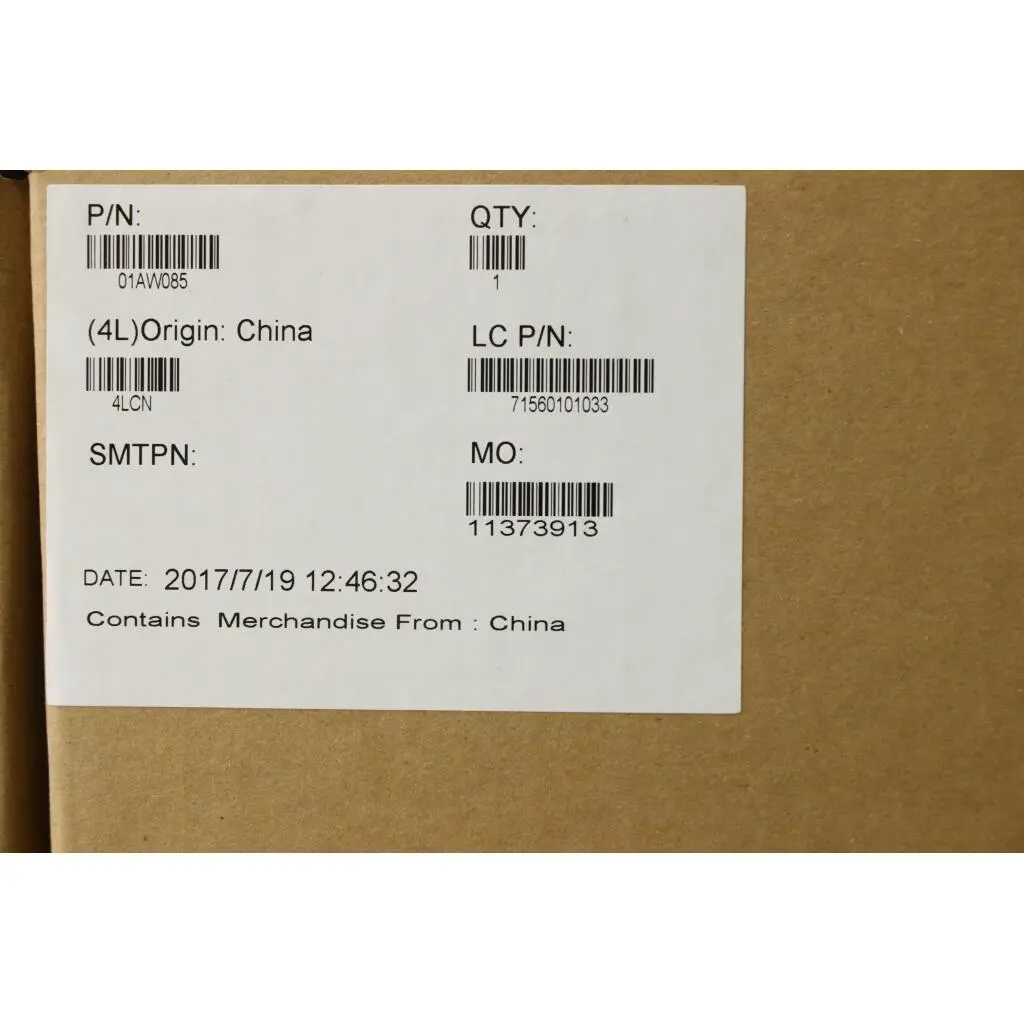 P/N:
01AW085
QTY:
1
(4L)Origin: China
4LCN
LC P/N:
71560101033
SMTPN:
MO:
11373913
DATE: 2017/7/19 12:46:32
Contains Merchandise From : China